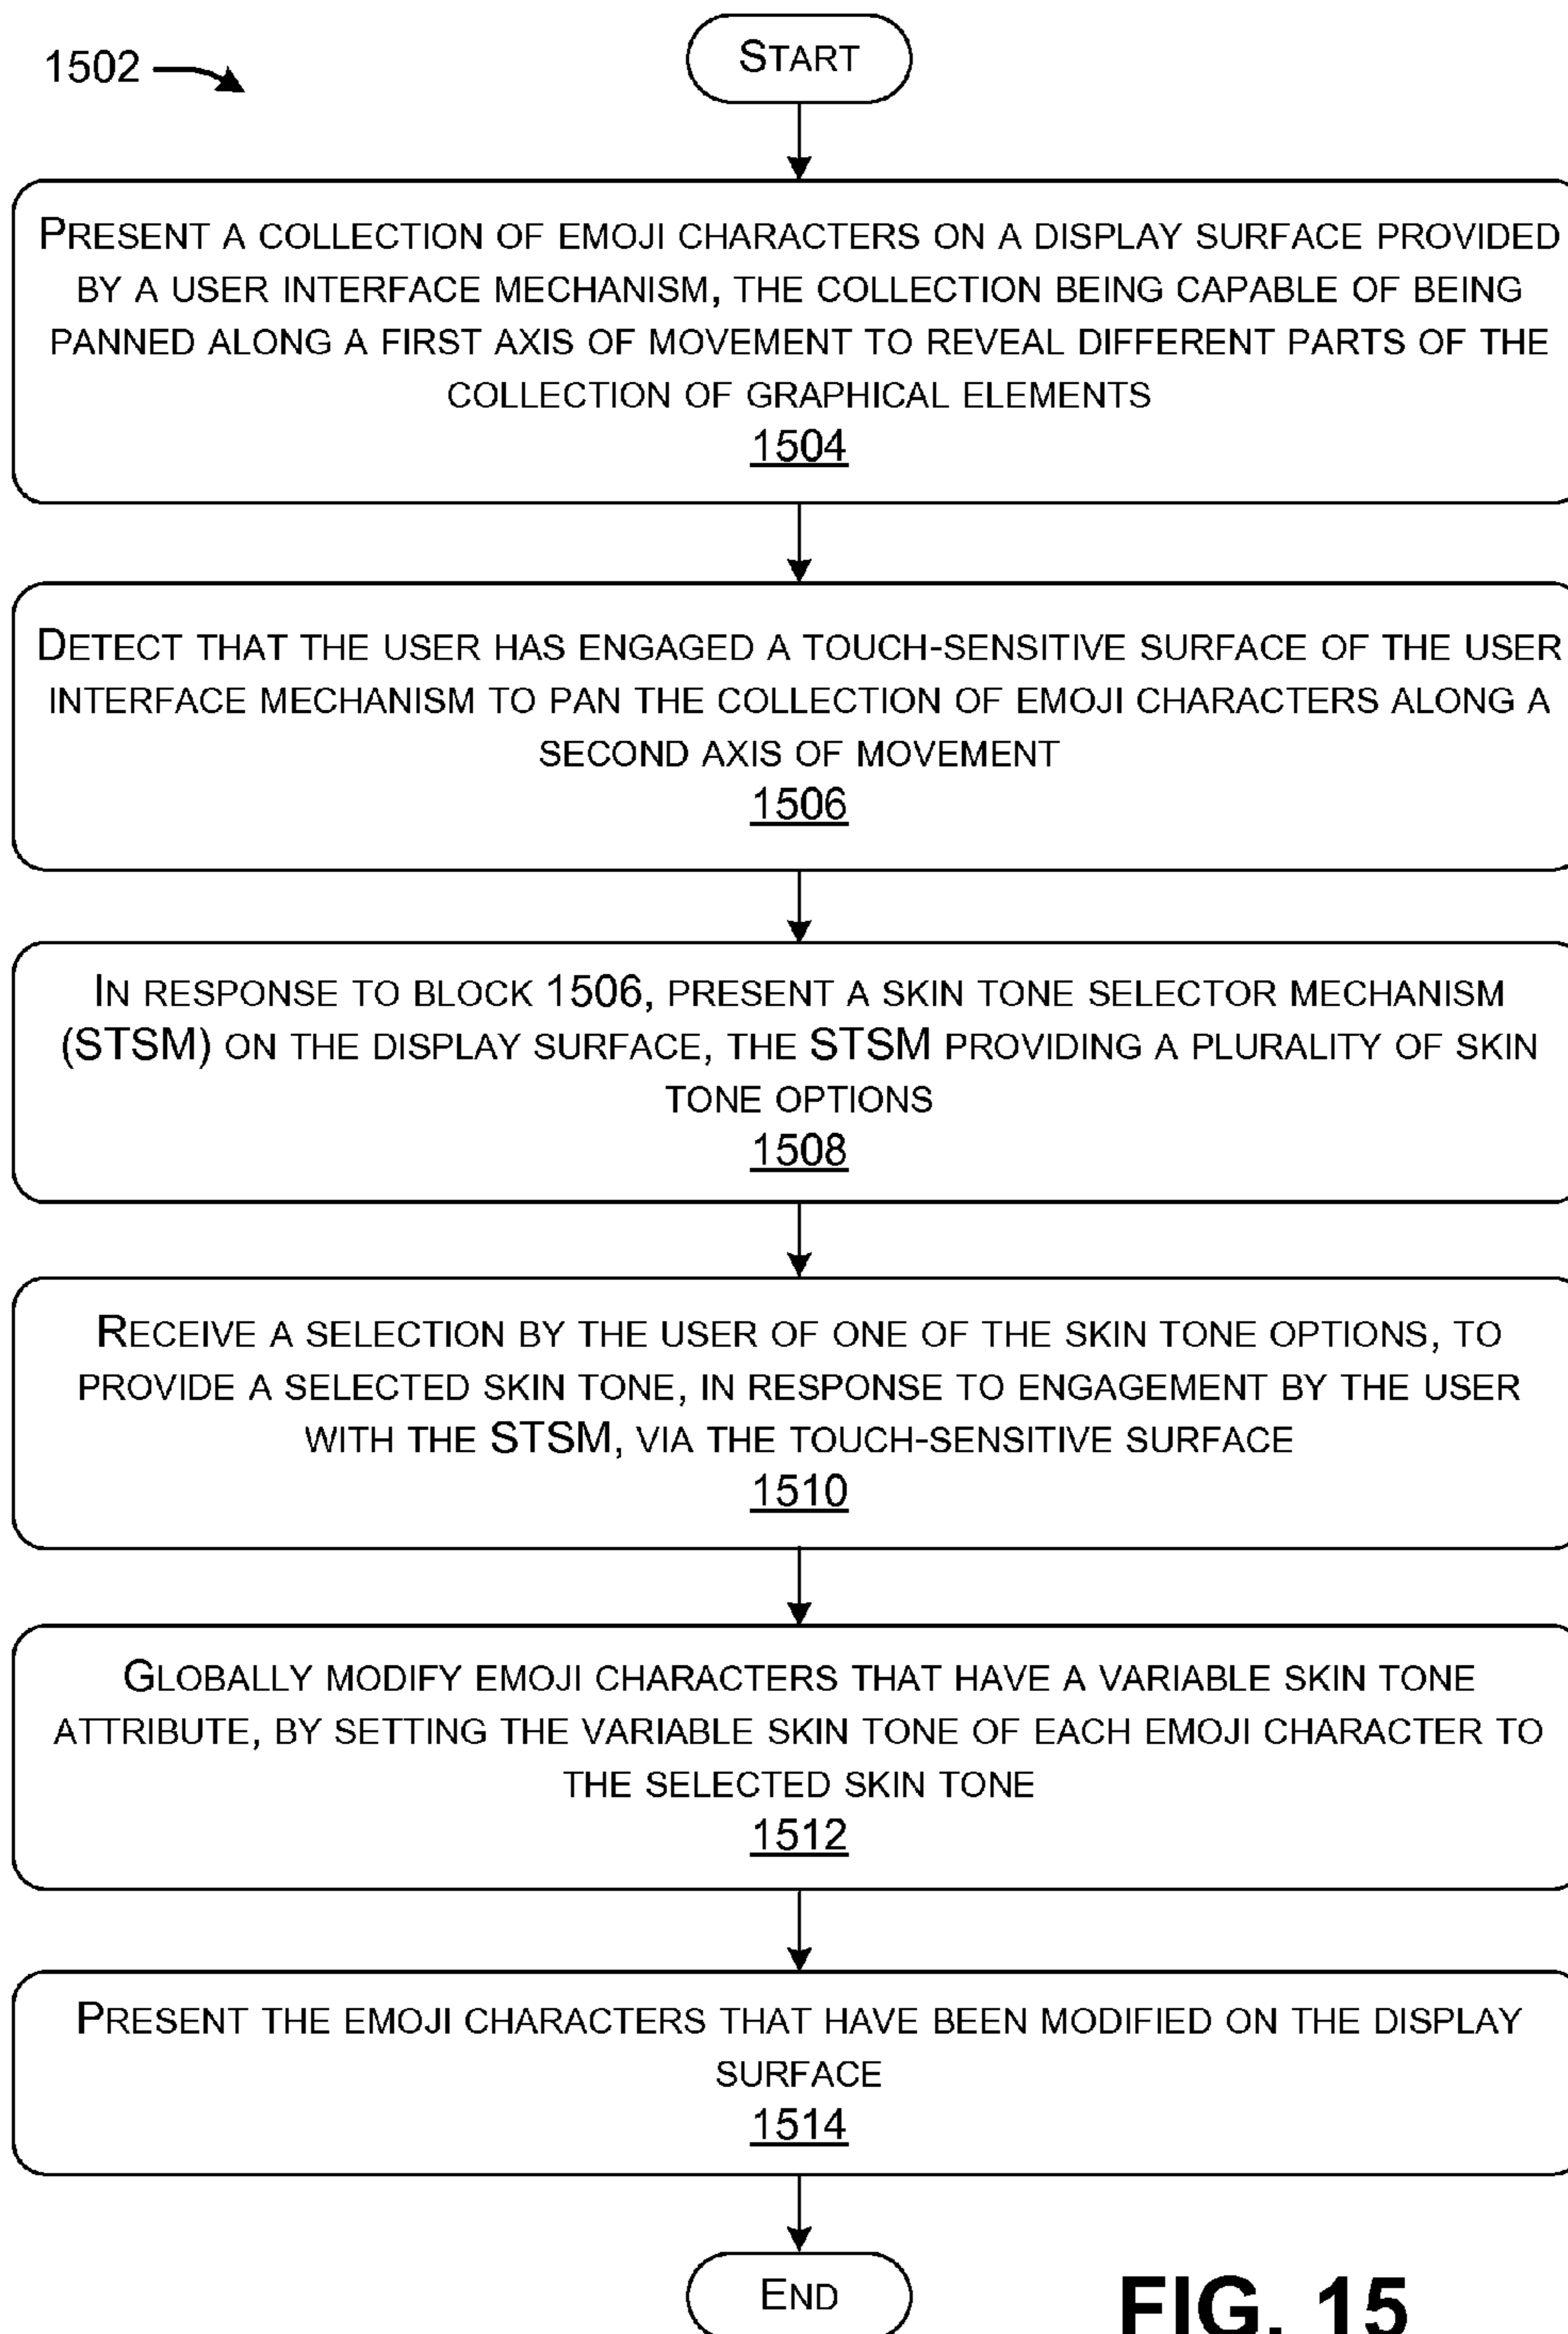 1502
START
PRESENT A COLLECTION OF EMOJI CHARACTERS ON A DISPLAY SURFACE PROVIDED
BY A USER INTERFACE MECHANISM, THE COLLECTION BEING CAPABLE OF BEING
PANNED ALONG A FIRST AXIS OF MOVEMENT TO REVEAL DIFFERENT PARTS OF THE
COLLECTION OF GRAPHICAL ELEMENTS
1504
DETECT THAT THE USER HAS ENGAGED A TOUCH-SENSITIVE SURFACE OF THE USER
INTERFACE MECHANISM TO PAN THE COLLECTION OF EMOJI CHARACTERS ALONG A
SECOND AXIS OF MOVEMENT
1506
IN RESPONSE TO BLOCK 1506, PRESENT A SKIN TONE SELECTOR MECHANISM
(STSM) ON THE DISPLAY SURFACE, THE STSM PROVIDING A PLURALITY OF SKIN
TONE OPTIONS
1508
RECEIVE A SELECTION BY THE USER OF ONE OF THE SKIN TONE OPTIONS, TO
PROVIDE A SELECTED SKIN TONE, IN RESPONSE TO ENGAGEMENT BY THE USER
WITH THE STSM, VIA THE TOUCH-SENSITIVE SURFACE
1510
GLOBALLY MODIFY EMOJI CHARACTERS THAT HAVE A VARIABLE SKIN TONE
ATTRIBUTE, BY SETTING THE VARIABLE SKIN TONE OF EACH EMOJI CHARACTER TO
THE SELECTED SKIN TONE
1512
PRESENT THE EMOJI CHARACTERS THAT HAVE BEEN MODIFIED ON THE DISPLAY
SURFACE
1514
END
FIG. 15